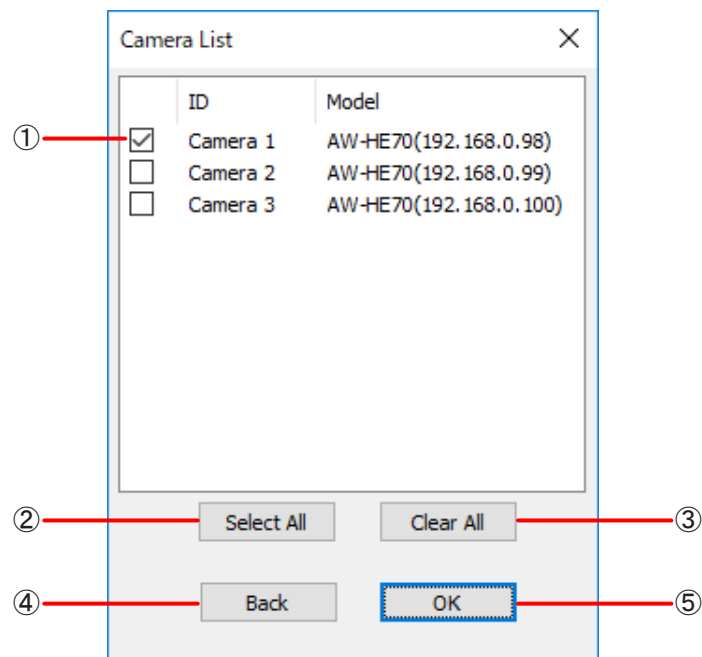 Camera List
ID Model
① Camera 1 AW-HE70(192.168.0.98)
Camera 2 AW-HE70(192.168.0.99)
Camera 3 AW-HE70(192.168.0.100)
② Select All Clear All ③
④ Back OK ⑤